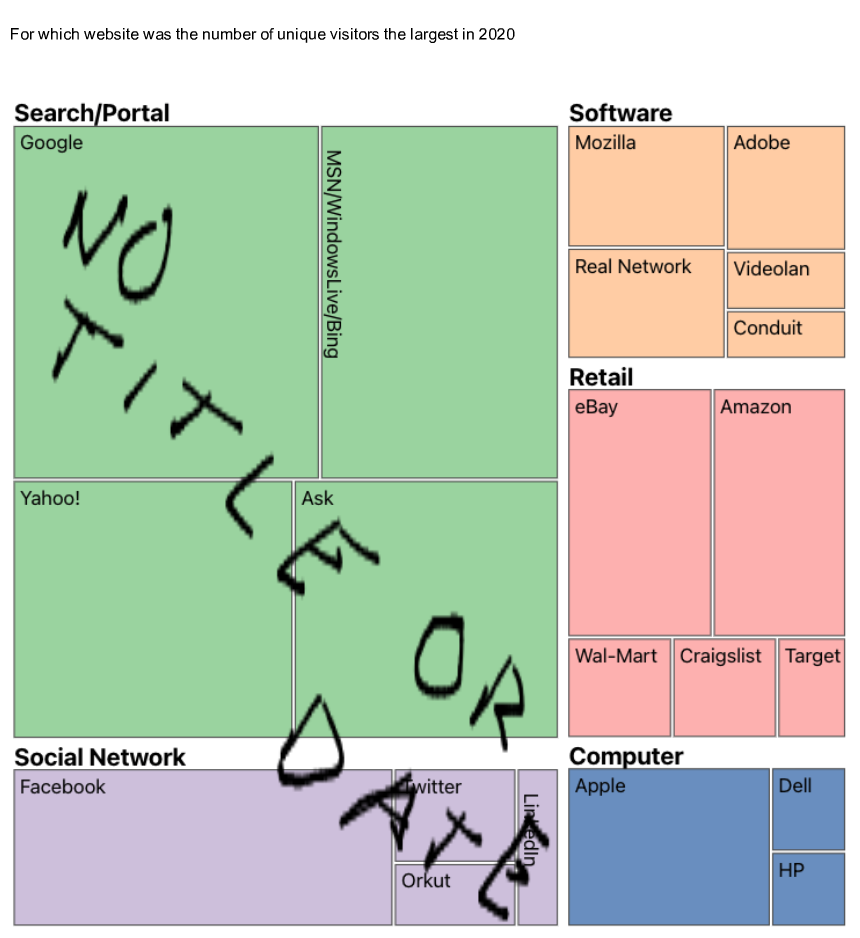 For which website was the number of unique visitors the largest in 2020
Search/Portal
Google
MSN/WindowsLive/Bing
Yahoo!
Ask
Software
Mozilla
Adobe
Real Network
Videolan
Conduit
Retail
eBay
Amazon
Wal-Mart
Craigslist
Target
Social Network
Facebook
Twitter
LinkedIn
Orkut
Computer
Apple
Dell
HP
NO
TITLE
OR
DATE